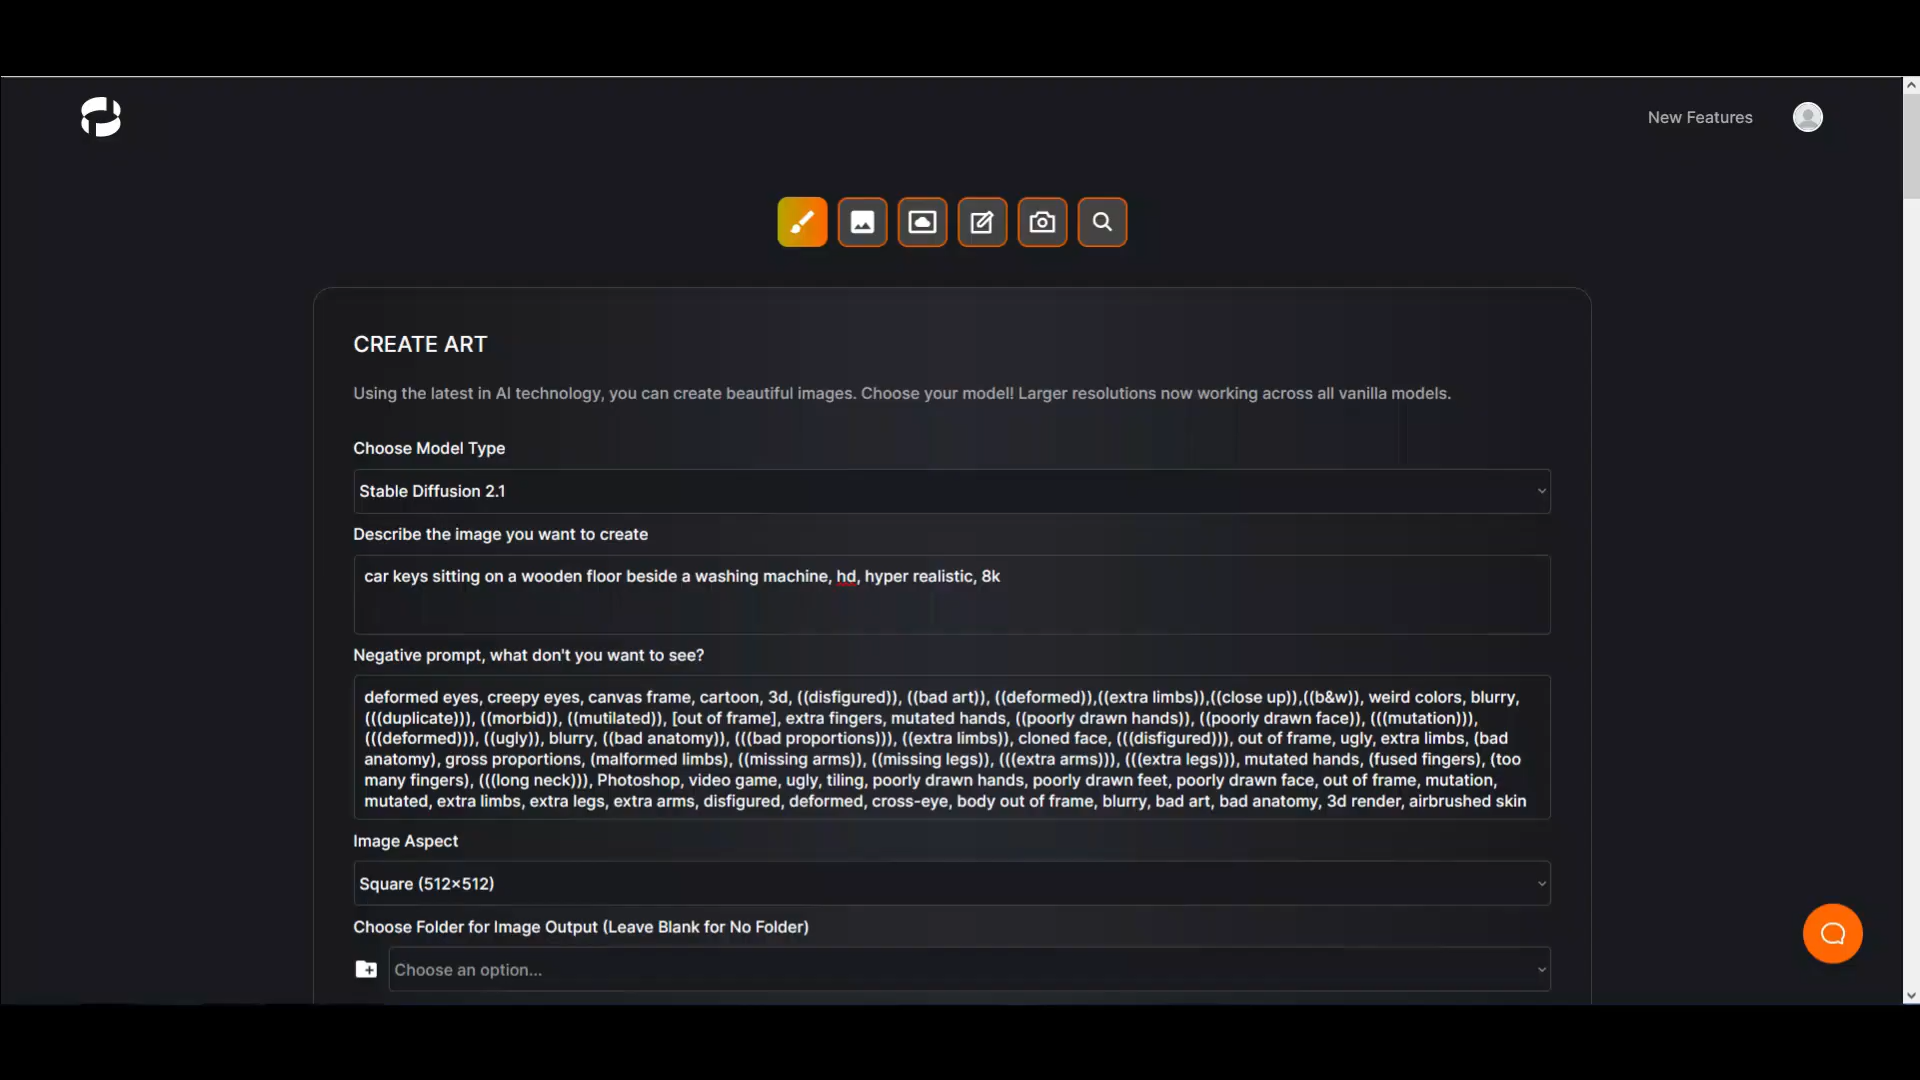 New Features
CREATE ART
Using the latest in AI technology, you can create beautiful images. Choose your model! Larger resolutions now working across all vanilla models.
Choose Model Type
Stable Diffusion 2.1
Describe the image you want to create
car keys sitting on a wooden floor beside a washing machine, hd, hyper realistic, 8k
Negative prompt, what don't you want to see?
deformed eyes, creepy eyes, canvas frame, cartoon, 3d, ((disfigured)), ((bad art)), ((deformed)),((extra limbs)),((close up)),((b&w)), weird colors, blurry,
(((duplicate))), ((morbid)), ((mutilated)), [out of frame], extra fingers, mutated hands, ((poorly drawn hands)), ((poorly drawn face)), (((mutation))),
(((deformed))), ((ugly)), blurry, ((bad anatomy)), (((bad proportions))), ((extra limbs)), cloned face, (((disfigured))), out of frame, ugly, extra limbs, (bad
anatomy), gross proportions, (malformed limbs), ((missing arms)), ((missing legs)), (((extra arms))), (((extra legs))), mutated hands, (fused fingers), (too
many fingers), (((long neck))), Photoshop, video game, ugly, tiling, poorly drawn hands, poorly drawn feet, poorly drawn face, out of frame, mutation,
mutated, extra limbs, extra legs, extra arms, disfigured, deformed, cross-eye, body out of frame, blurry, bad art, bad anatomy, 3d render, airbrushed skin
Image Aspect
Square (512×512)
Choose Folder for Image Output (Leave Blank for No Folder)
Choose an option...